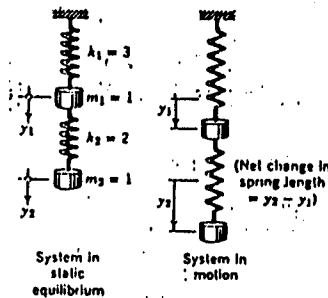 k₁ = 3
m₁ = 1
y₁
k₂ = 2
m₂ = 1
y₂
System in
static
equilibrium
y₁
y₂
(Net change in
spring length
= y₂ − y₁)
System in
motion